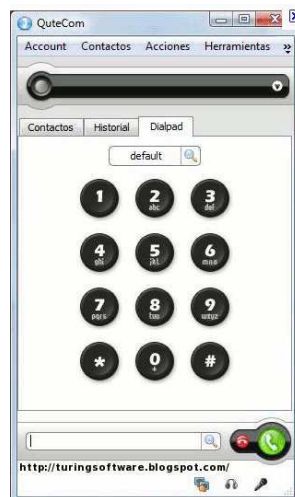 QuteCom
Account Contactos Acciones Herramientas »
Contactos Historial Dialpad
default
1 2 abc 3 def
4 ghi 5 jkl 6 mno
7 pqrs 8 tuv 9 wxyz
* 0 + #
http://turingsoftware.blogspot.com/